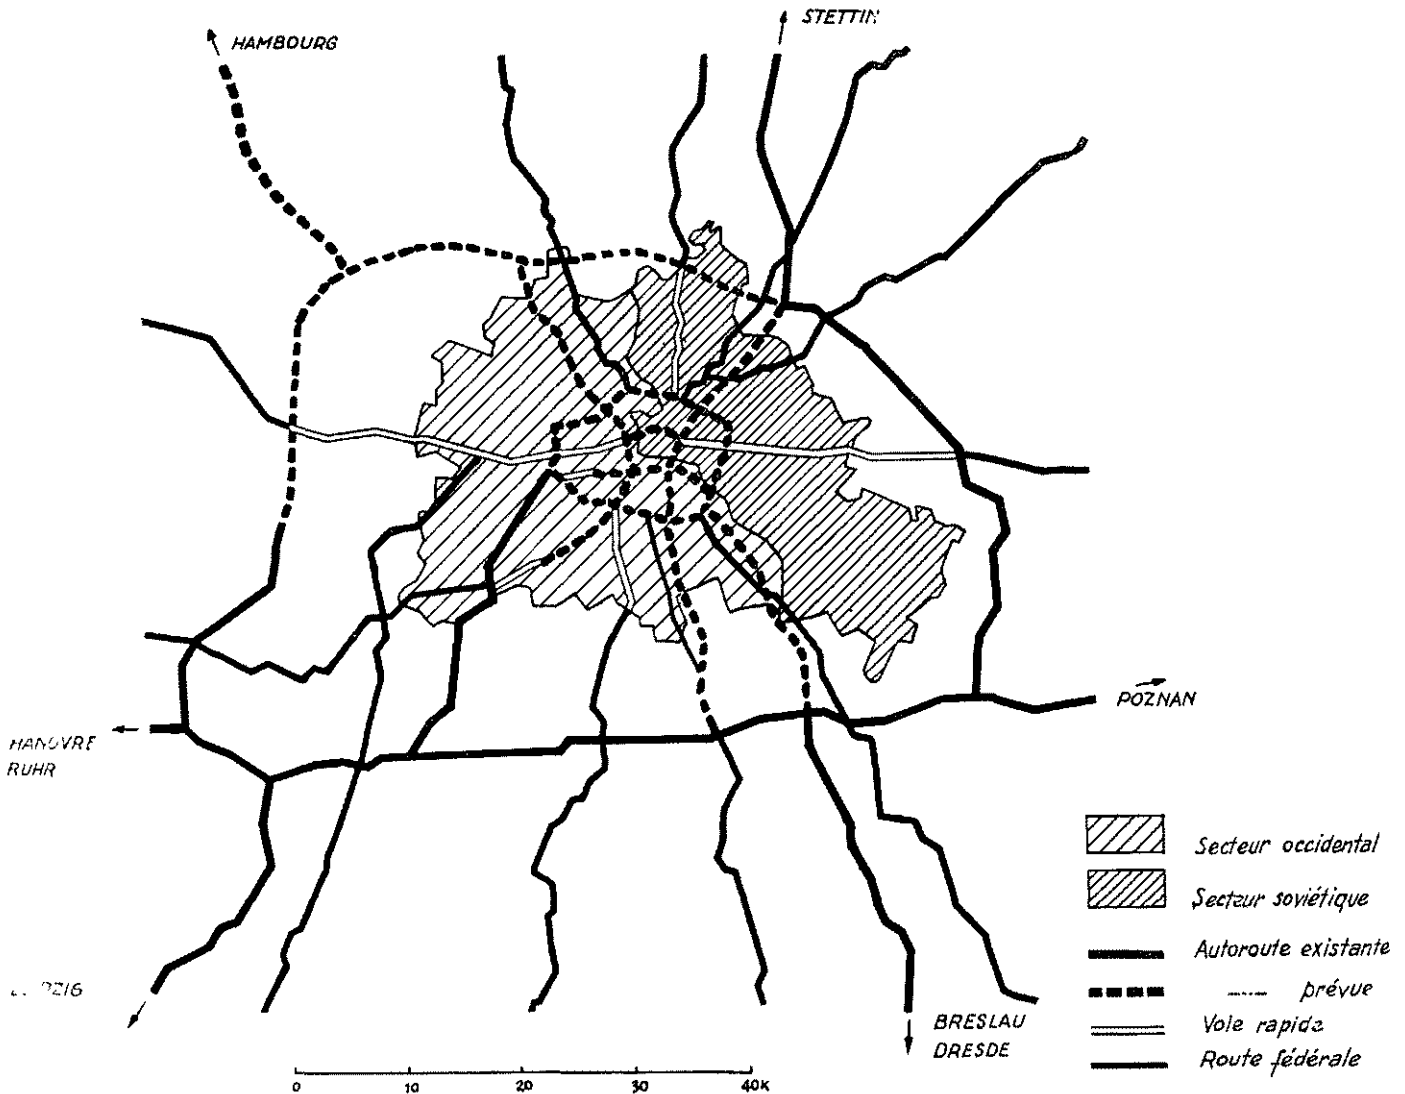 HAMBOURG
STETTIN
POZNAN
HANOVRE
RUHR
BRESLAU
DRESDE
Secteur occidental
Secteur soviétique
Autoroute existante
prévue
Voie rapide
Route fédérale
0 10 20 30 40K